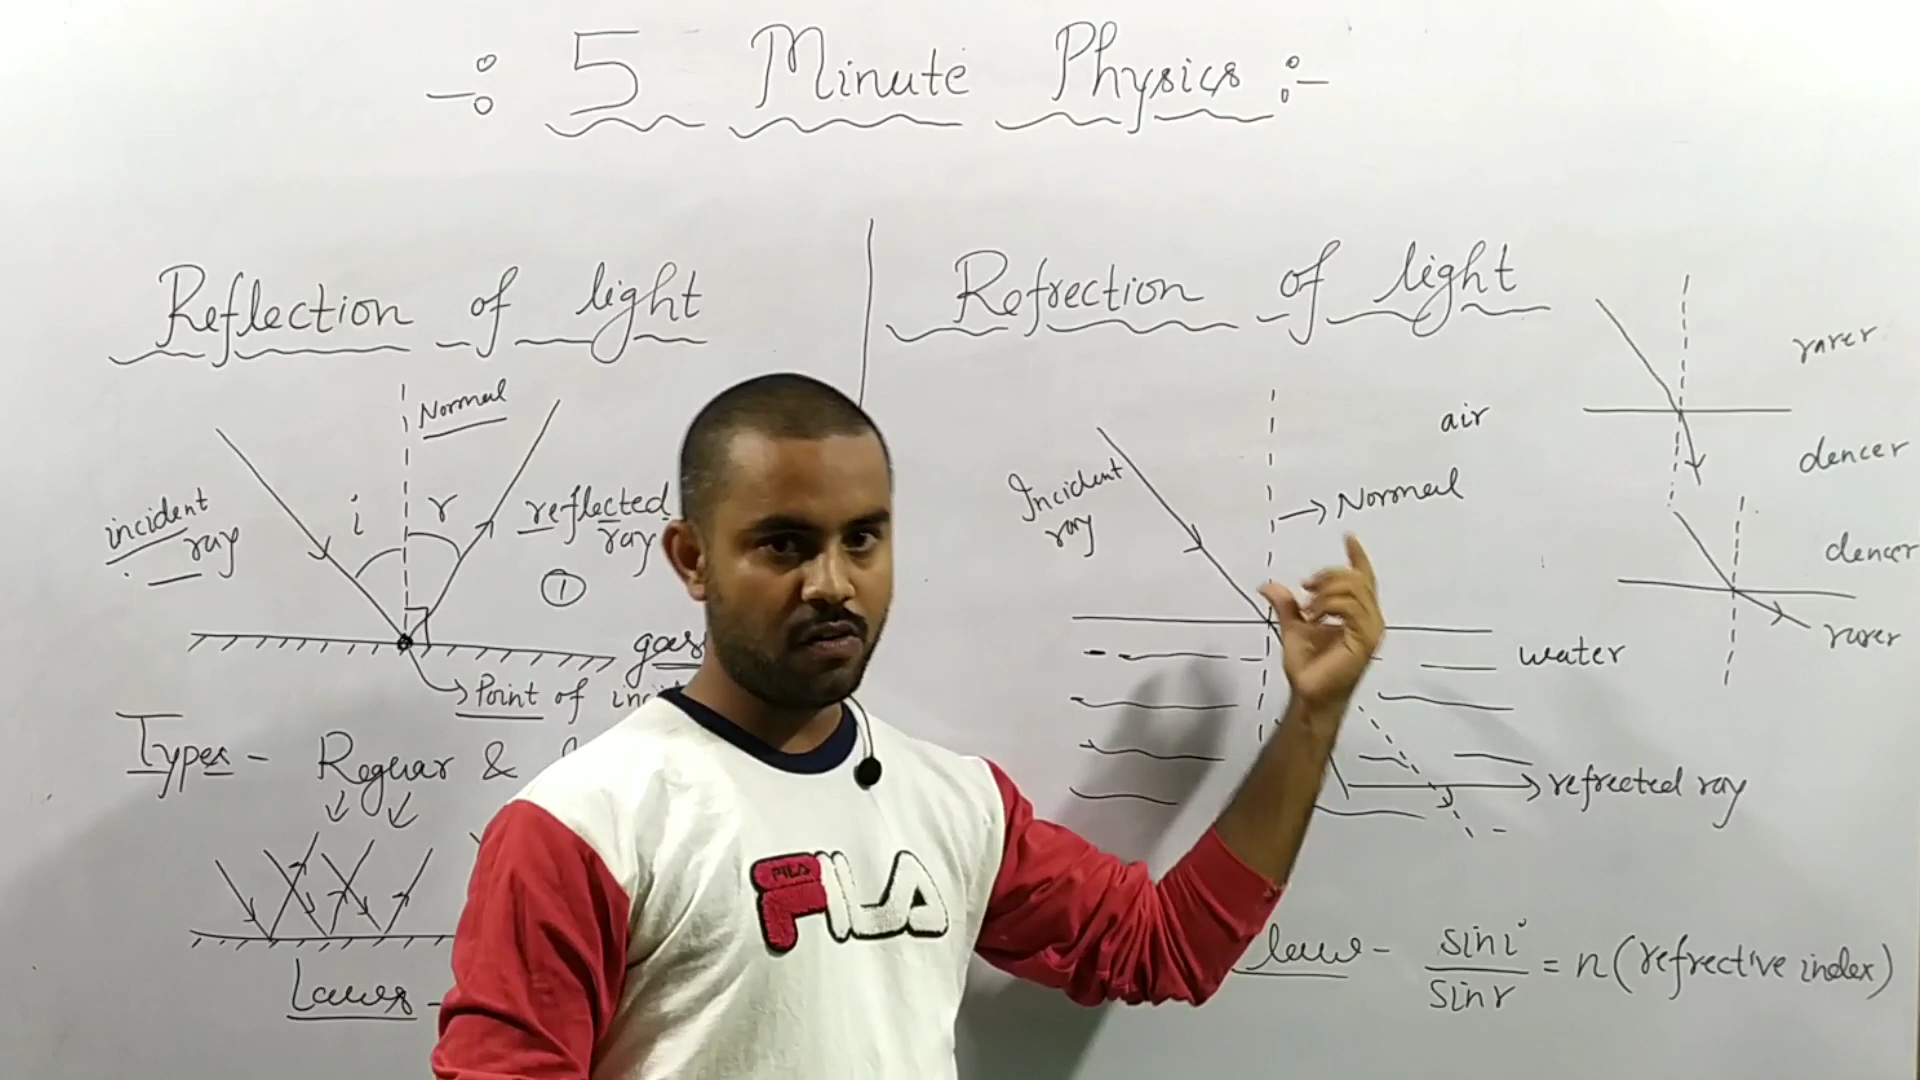 5 Minute Physics
Reflection of light
Normal
incident
ray
i
r
reflected
ray
1
Point of
Types - Reguar &
Laws -
Refrection of light
air
Incident
ray
Normal
water
refrected ray
law - sin i / sin r = n (refrective index)
rarer
dencer
dencer
rarer
FILA
FILA